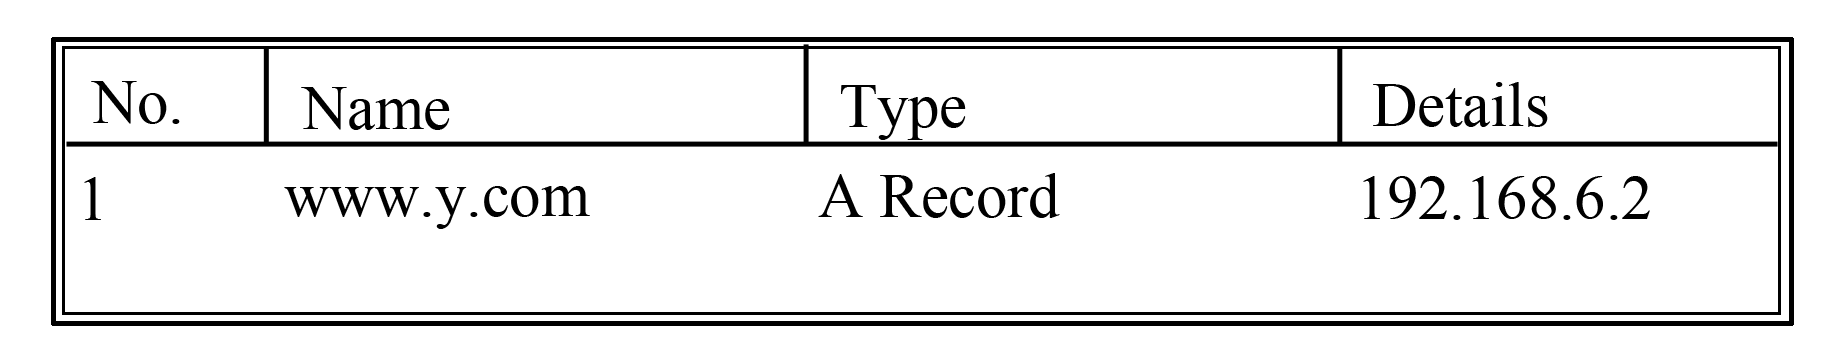 No. Name Type Details
1 www.y.com A Record 192.168.6.2